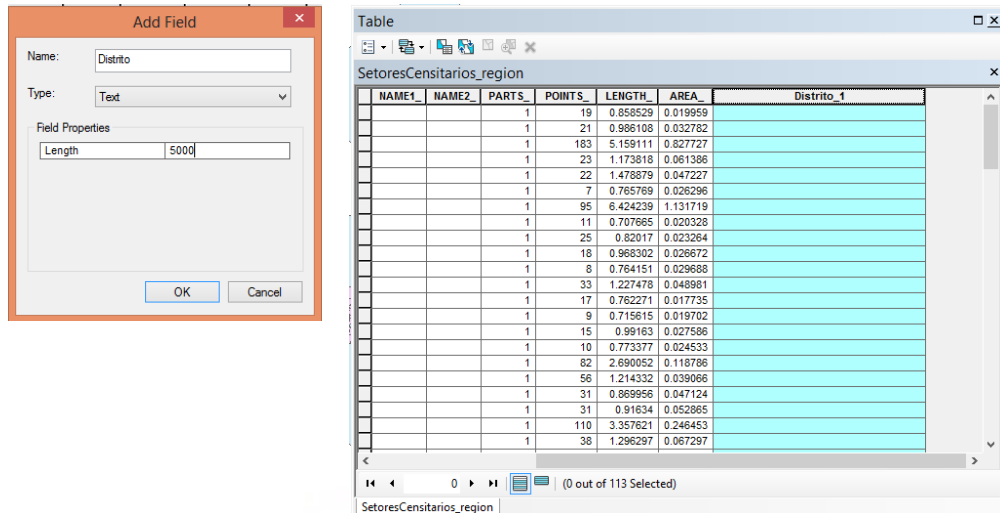 Add Field
Name:
Distrito
Type:
Text
Field Properties
Length 5000
OK Cancel
Table
SetoresCensitarios_region
NAME1_ NAME2_ PARTS_ POINTS_ LENGTH_ AREA_ Distrito_1
1 19 0.858529 0.019959
1 21 0.986108 0.032782
1 183 5.159111 0.827727
1 23 1.173818 0.061386
1 22 1.478879 0.047227
1 7 0.765769 0.026296
1 95 6.424239 1.131719
1 11 0.707665 0.020328
1 25 0.82017 0.023264
1 18 0.968302 0.026672
1 8 0.764151 0.029688
1 33 1.227478 0.048981
1 17 0.762271 0.017735
1 9 0.715615 0.019702
1 15 0.99163 0.027586
1 10 0.773377 0.024533
1 82 2.690052 0.118786
1 56 1.214332 0.039066
1 31 0.869956 0.047124
1 31 0.91634 0.052865
1 110 3.357621 0.246453
1 38 1.296297 0.067297
0 (0 out of 113 Selected)
SetoresCensitarios_region